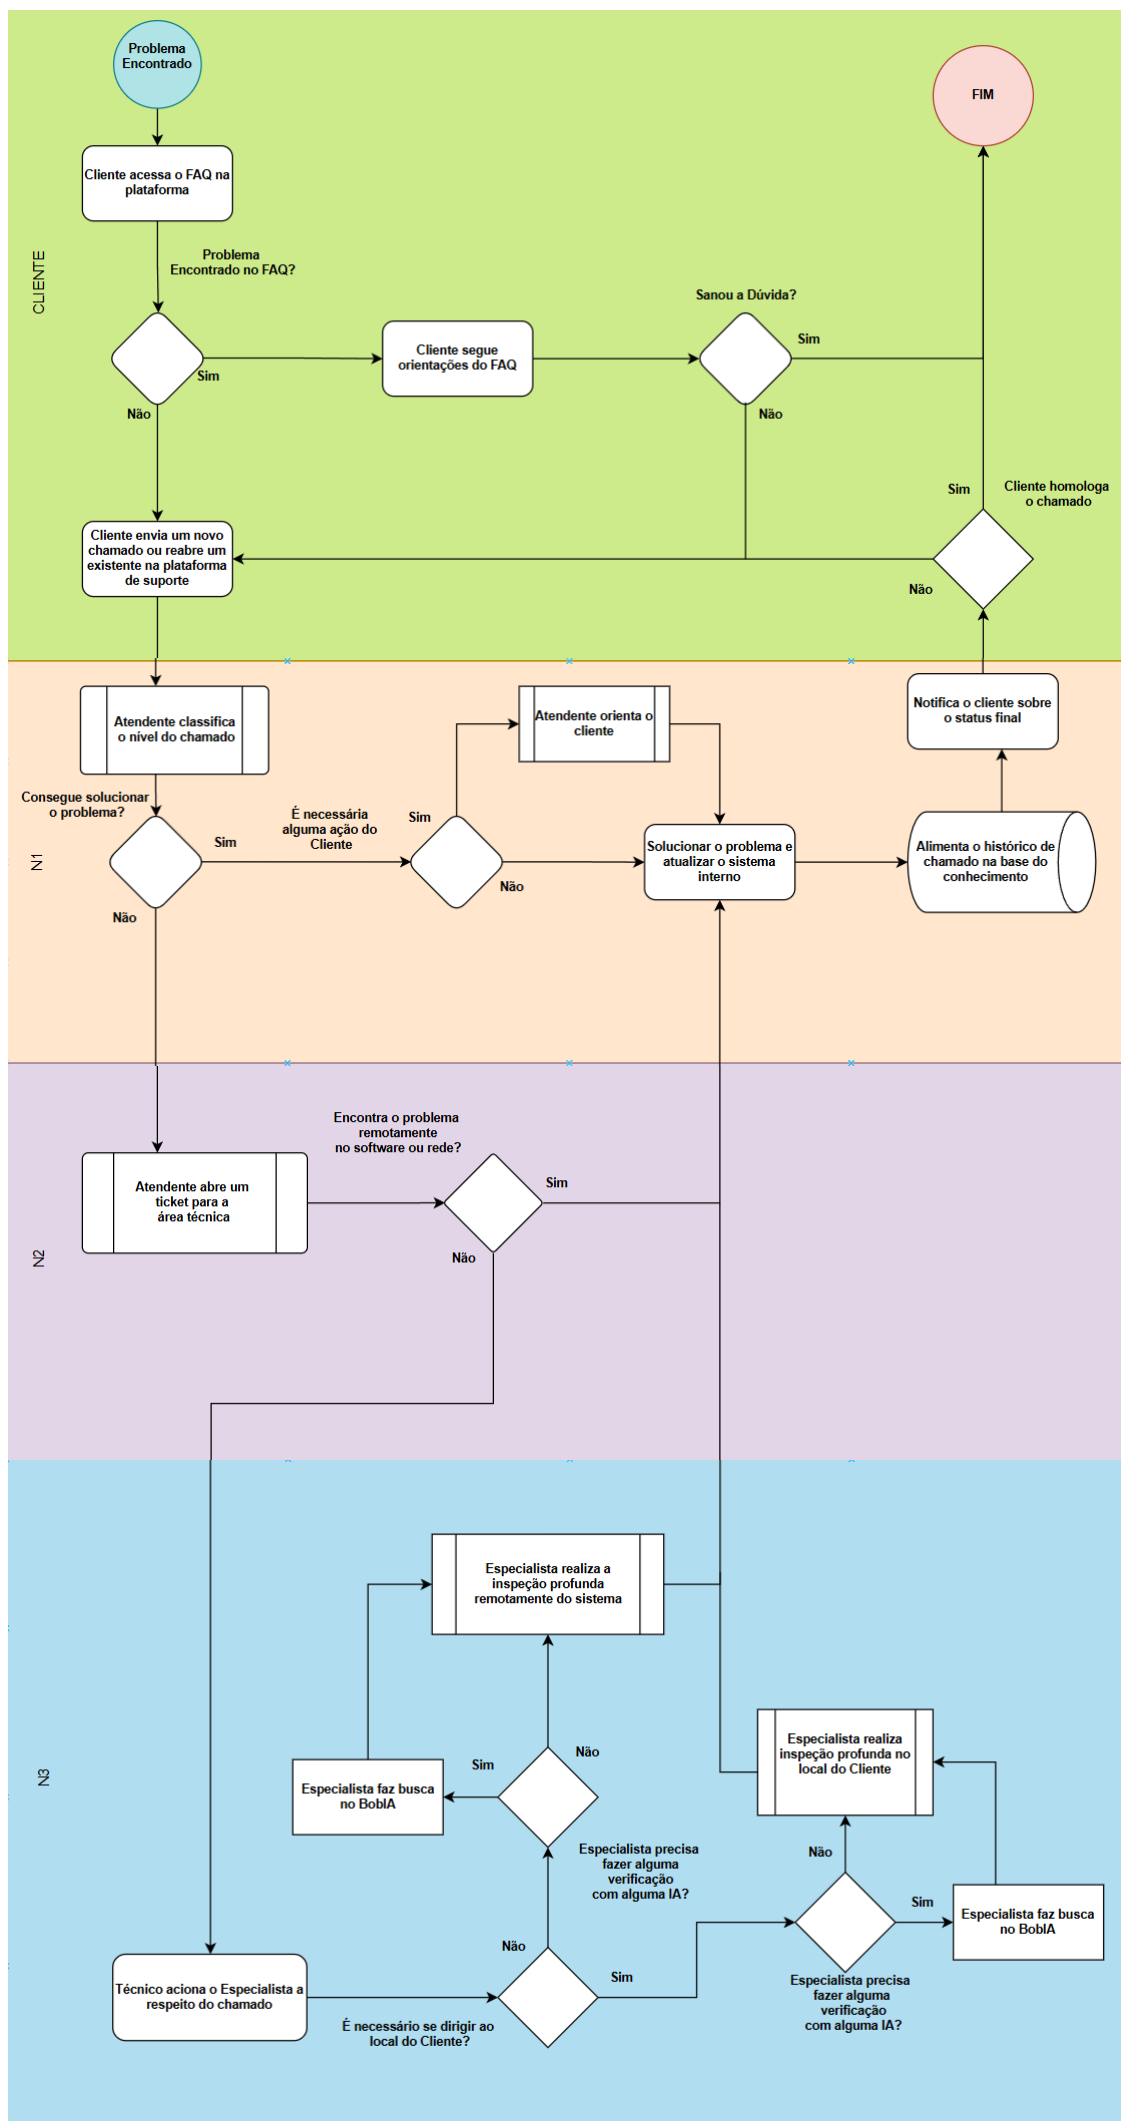 Problema
Encontrado
FIM
Cliente acessa o FAQ na
plataforma
CLIENTE
Problema
Encontrado no FAQ?
Sanou a Dúvida?
Sim
Cliente segue
orientações do FAQ
Sim
Não
Não
Sim
Cliente homologa
o chamado
Cliente envia um novo
chamado ou reabre um
existente na plataforma
de suporte
Não
N1
Atendente classifica
o nível do chamado
Atendente orienta o
cliente
Notifica o cliente sobre
o status final
Consegue solucionar
o problema?
Sim
É necessária
alguma ação do
Cliente
Sim
Solucionar o problema e
atualizar o sistema
interno
Alimenta o histórico de
chamado na base do
conhecimento
Não
Não
N2
Encontra o problema
remotamente
no software ou rede?
Atendente abre um
ticket para a
área técnica
Sim
Não
N3
Especialista realiza a
inspeção profunda
remotamente do sistema
Especialista realiza
inspeção profunda no
local do Cliente
Não
Sim
Especialista faz busca
no BobIA
Especialista precisa
fazer alguma
verificação
com alguma IA?
Não
Sim
Especialista faz busca
no BobIA
Não
Sim
Especialista precisa
fazer alguma
verificação
com alguma IA?
Técnico aciona o Especialista a
respeito do chamado
É necessário se dirigir ao
local do Cliente?